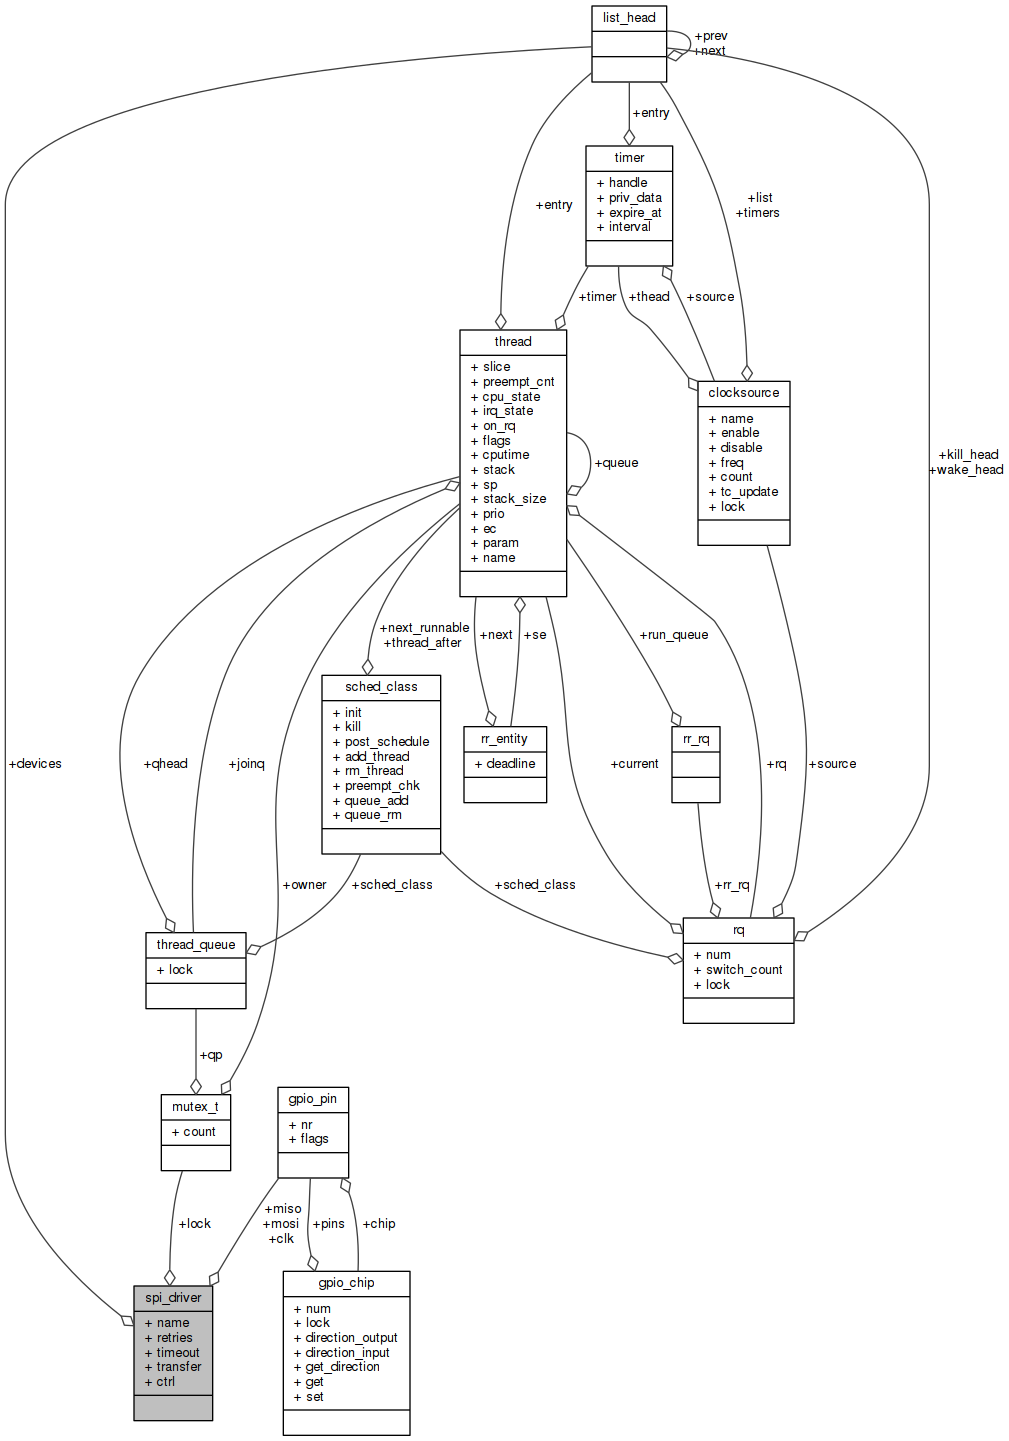 list_head
+prev
+next
+entry
timer
+ handle
+ priv_data
+ expire_at
+ interval
+entry
+list
+timers
+timer
+thead
+source
thread
+ slice
+ preempt_cnt
+ cpu_state
+ irq_state
+ on_rq
+ flags
+ cputime
+ stack
+ sp
+ stack_size
+ prio
+ ec
+ param
+ name
+queue
clocksource
+ name
+ enable
+ disable
+ freq
+ count
+ tc_update
+ lock
+kill_head
+wake_head
+next_runnable
+thread_after
+next
+se
+run_queue
sched_class
+ init
+ kill
+ post_schedule
+ add_thread
+ rm_thread
+ preempt_chk
+ queue_add
+ queue_rm
rr_entity
+ deadline
rr_rq
+devices
+qhead
+joinq
+current
+rq
+source
+owner
+sched_class
+sched_class
+rr_rq
thread_queue
+ lock
rq
+ num
+ switch_count
+ lock
+qp
mutex_t
+ count
gpio_pin
+ nr
+ flags
+lock
+miso
+mosi
+clk
+pins
+chip
spi_driver
+ name
+ retries
+ timeout
+ transfer
+ ctrl
gpio_chip
+ num
+ lock
+ direction_output
+ direction_input
+ get_direction
+ get
+ set